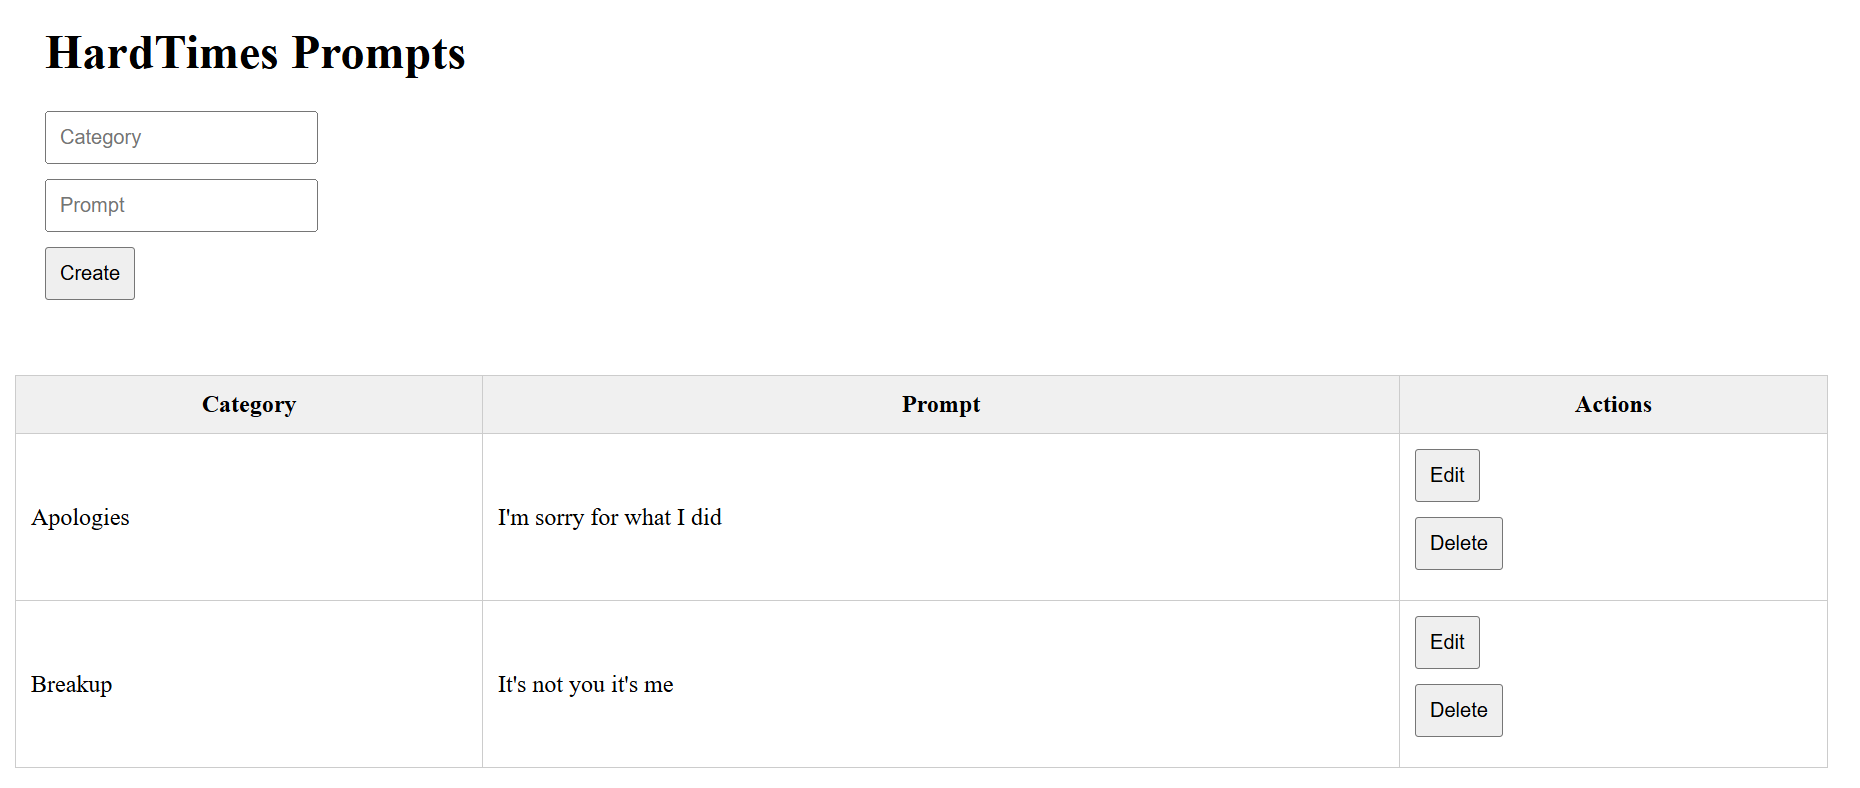 HardTimes Prompts
Category
Prompt
Create
Category Prompt Actions
Apologies I'm sorry for what I did Edit
Delete
Breakup It's not you it's me Edit
Delete